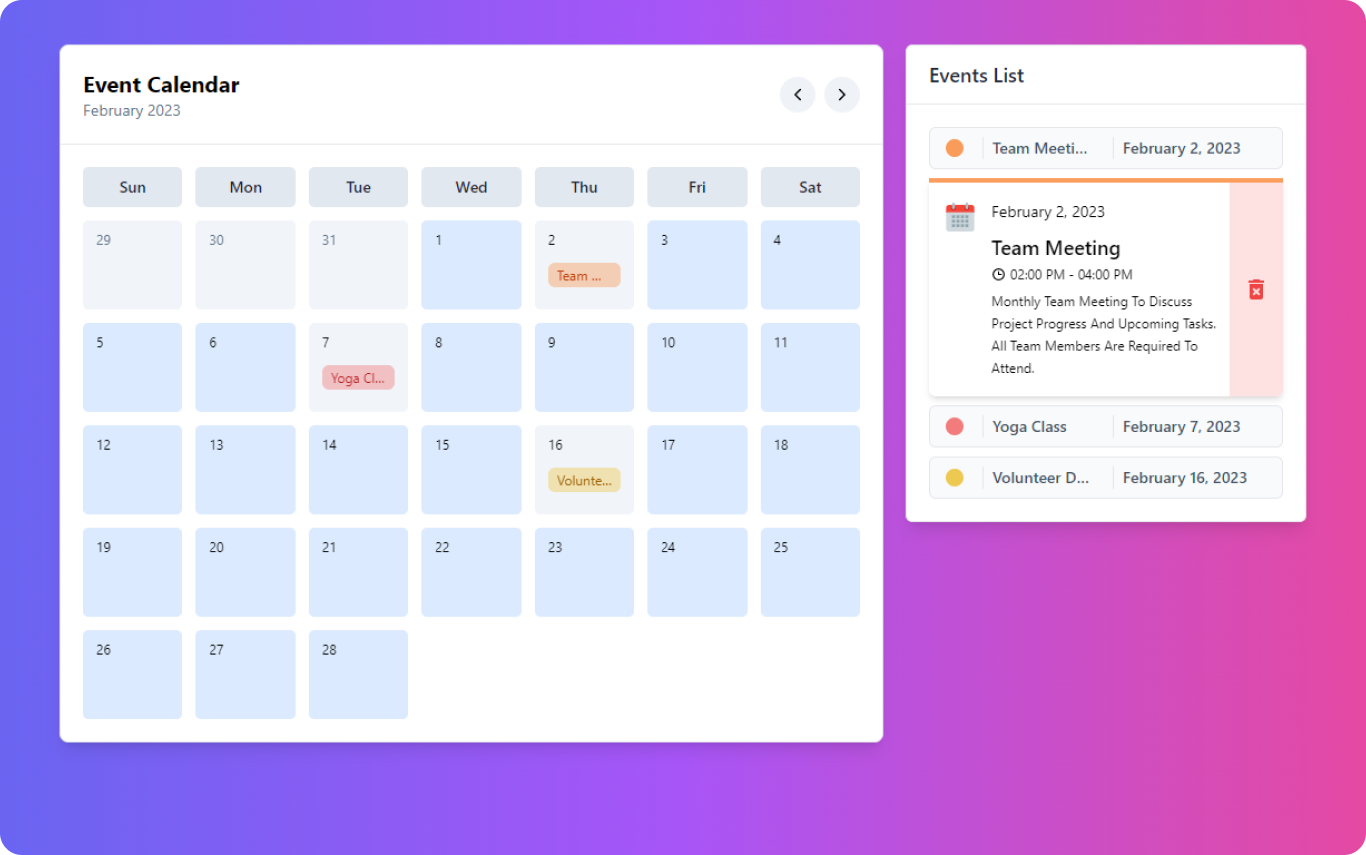 Event Calendar
February 2023
Sun Mon Tue Wed Thu Fri Sat
29 30 31 1 2 3 4
Team ...
5 6 7 8 9 10 11
Yoga Cl...
12 13 14 15 16 17 18
Volunte...
19 20 21 22 23 24 25
26 27 28
Events List
Team Meeti... February 2, 2023
February 2, 2023
Team Meeting
02:00 PM - 04:00 PM
Monthly Team Meeting To Discuss
Project Progress And Upcoming Tasks.
All Team Members Are Required To
Attend.
Yoga Class February 7, 2023
Volunteer D... February 16, 2023